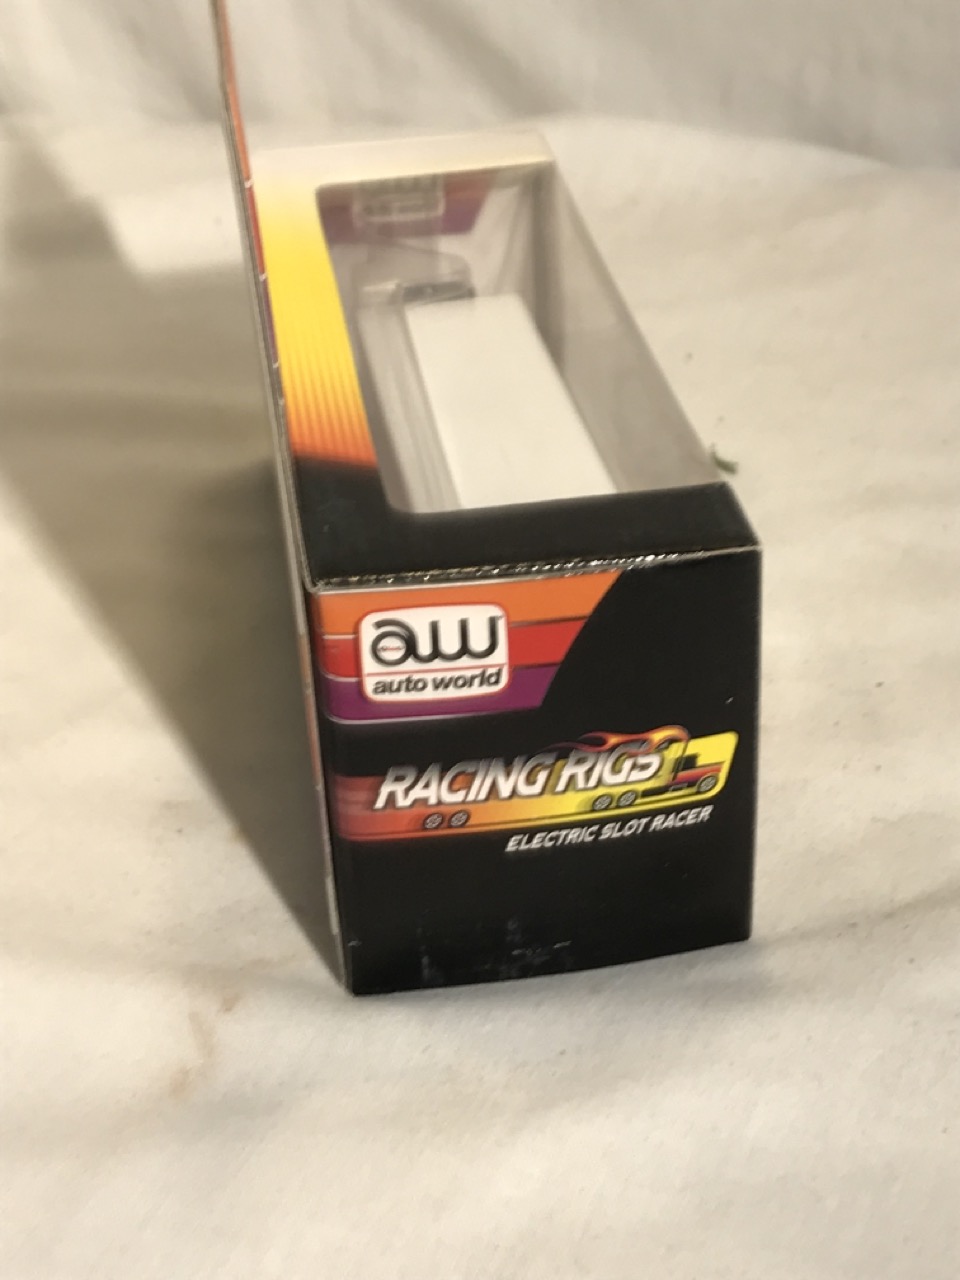 aw
auto world
RACING RIGS
ELECTRIC SLOT RACER